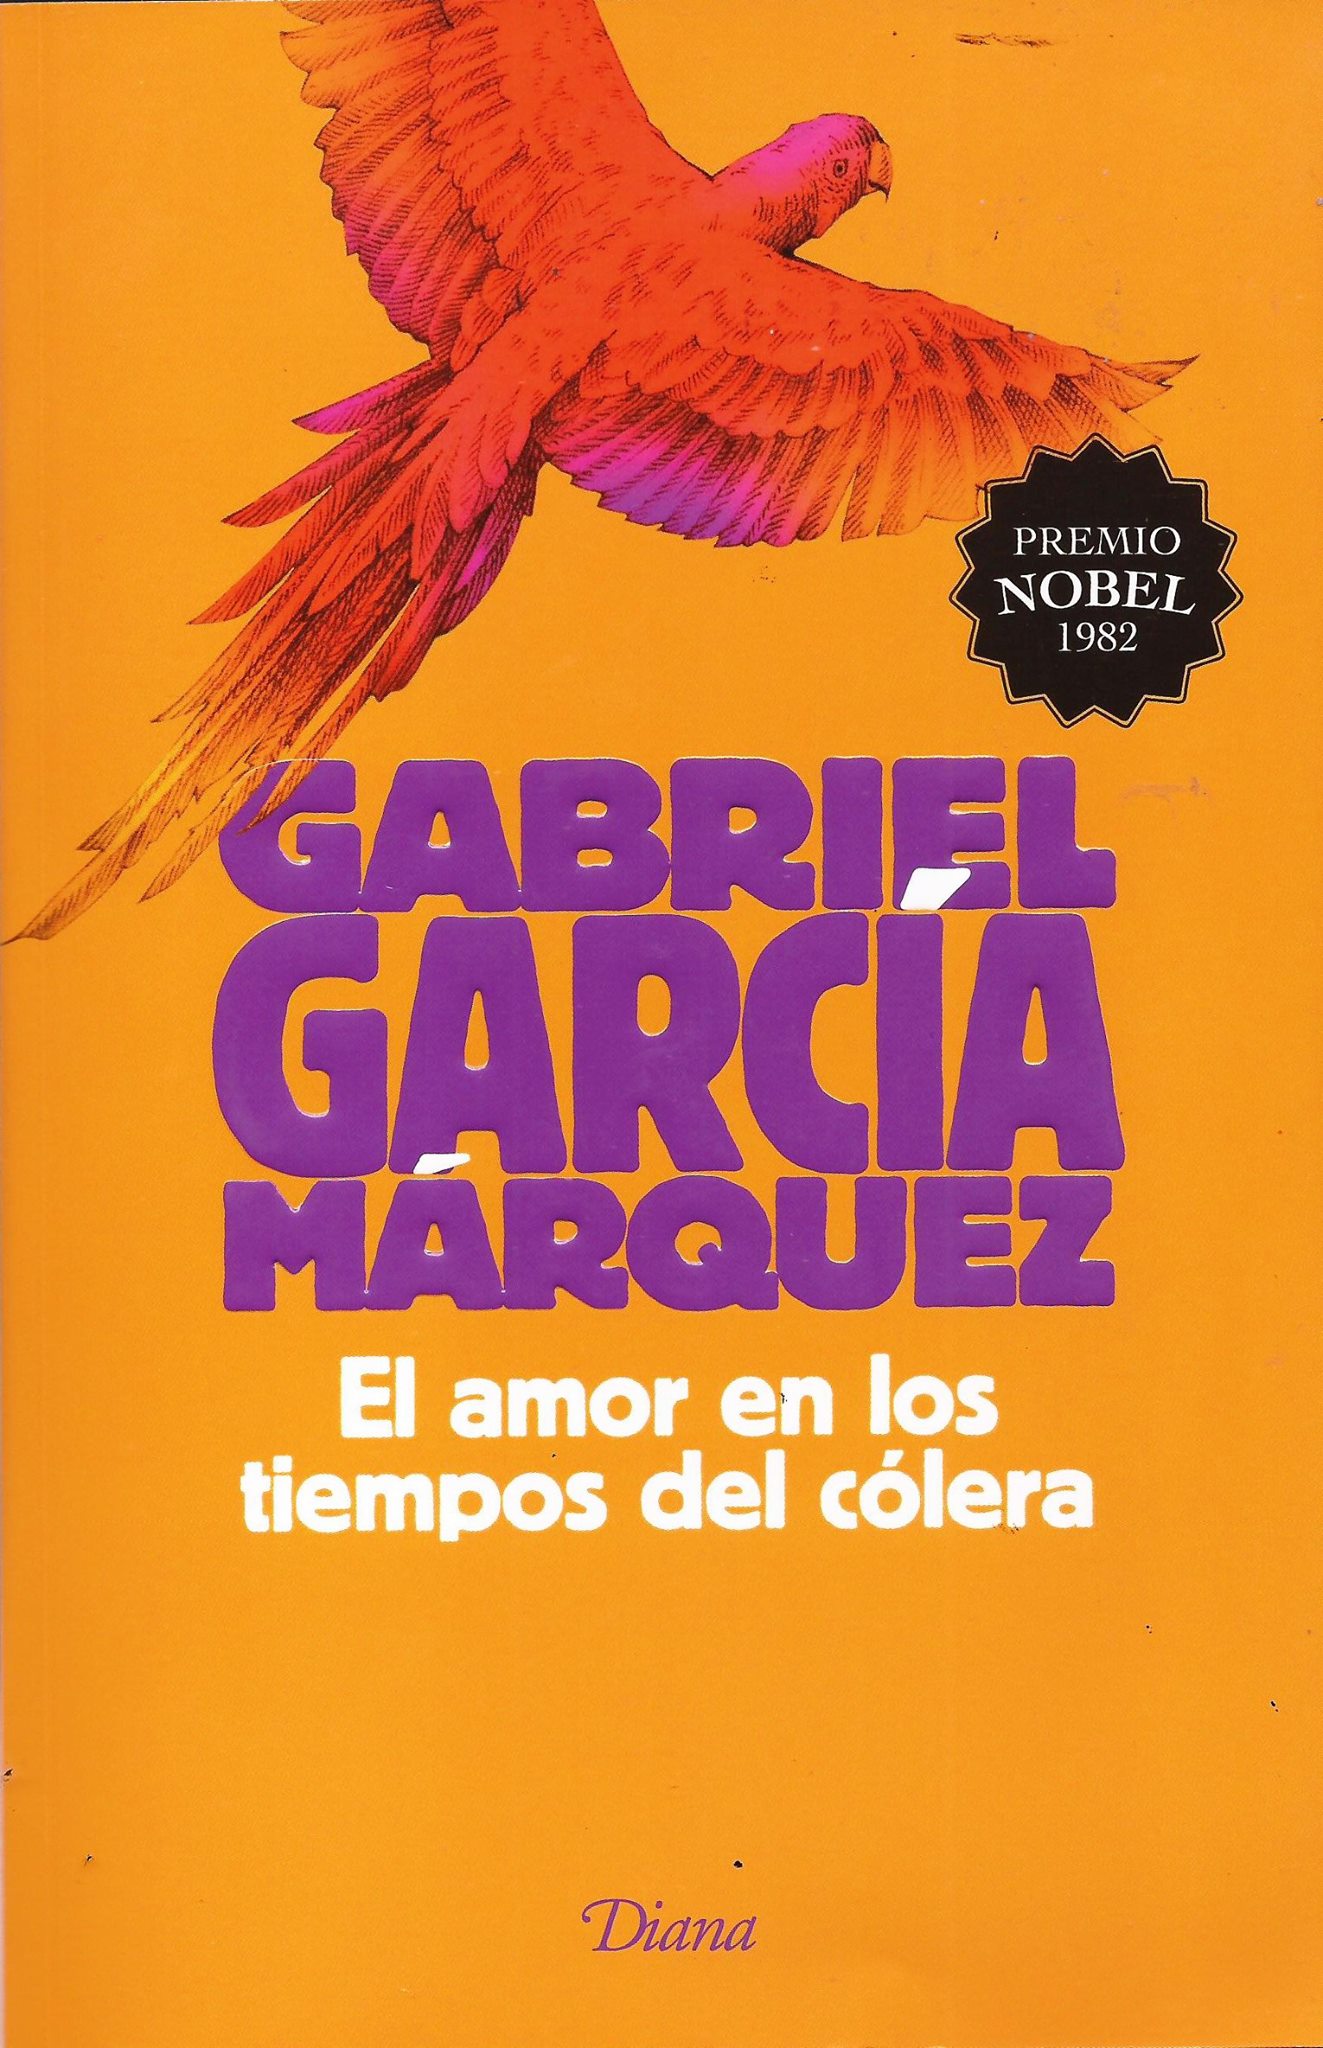 PREMIO
NOBEL
1982
GABRIEL
GARCÍA
MÁRQUEZ
El amor en los
tiempos del cólera
Diana